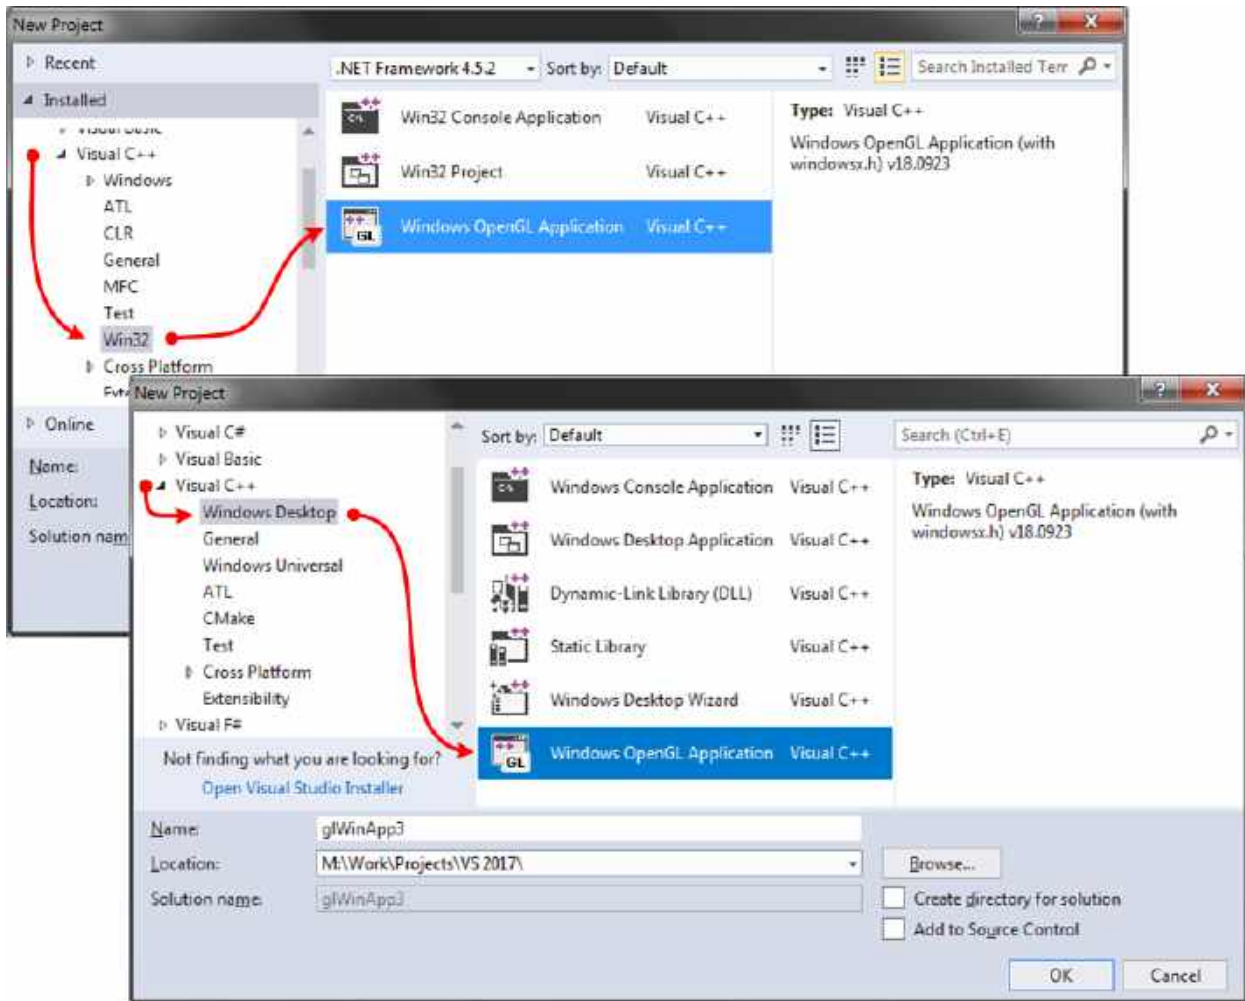 New Project
Recent
.NET Framework 4.5.2 Sort by: Default Search Installed Tem
Installed
Visual Basic
Visual C++
Windows
ATL
CLR
General
MFC
Test
Win32
Cross Platform
Online
Name:
Location:
Solution nam
Win32 Console Application Visual C++
Win32 Project Visual C++
GL Windows OpenGL Application Visual C++
Type: Visual C++
Windows OpenGL Application (with
windowsx.h) v18.0923
New Project
Visual C#
Visual Basic
Visual C++
Windows Desktop
General
Windows Universal
ATL
CMake
Test
Cross Platform
Extensibility
Visual F#
Not finding what you are looking for?
Open Visual Studio Installer
Sort by: Default Search (Ctrl+E)
Windows Console Application Visual C++
Windows Desktop Application Visual C++
Dynamic-Link Library (DLL) Visual C++
Static Library Visual C++
Windows Desktop Wizard Visual C++
GL Windows OpenGL Application Visual C++
Type: Visual C++
Windows OpenGL Application (with
windowsx.h) v18.0923
Name: glWinApp3
Location: M:\Work\Projects\VS 2017\ Browse...
Solution name: glWinApp3
Create directory for solution
Add to Source Control
OK Cancel